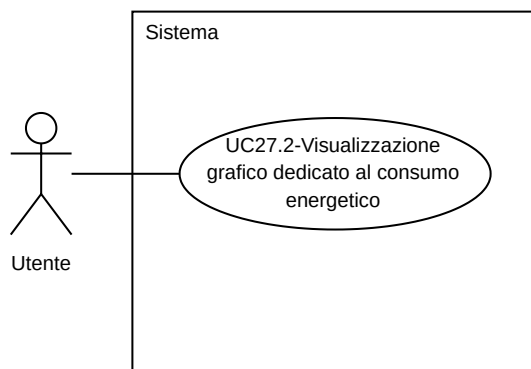 Sistema
UC27.2-Visualizzazione
grafico dedicato al consumo
energetico
Utente